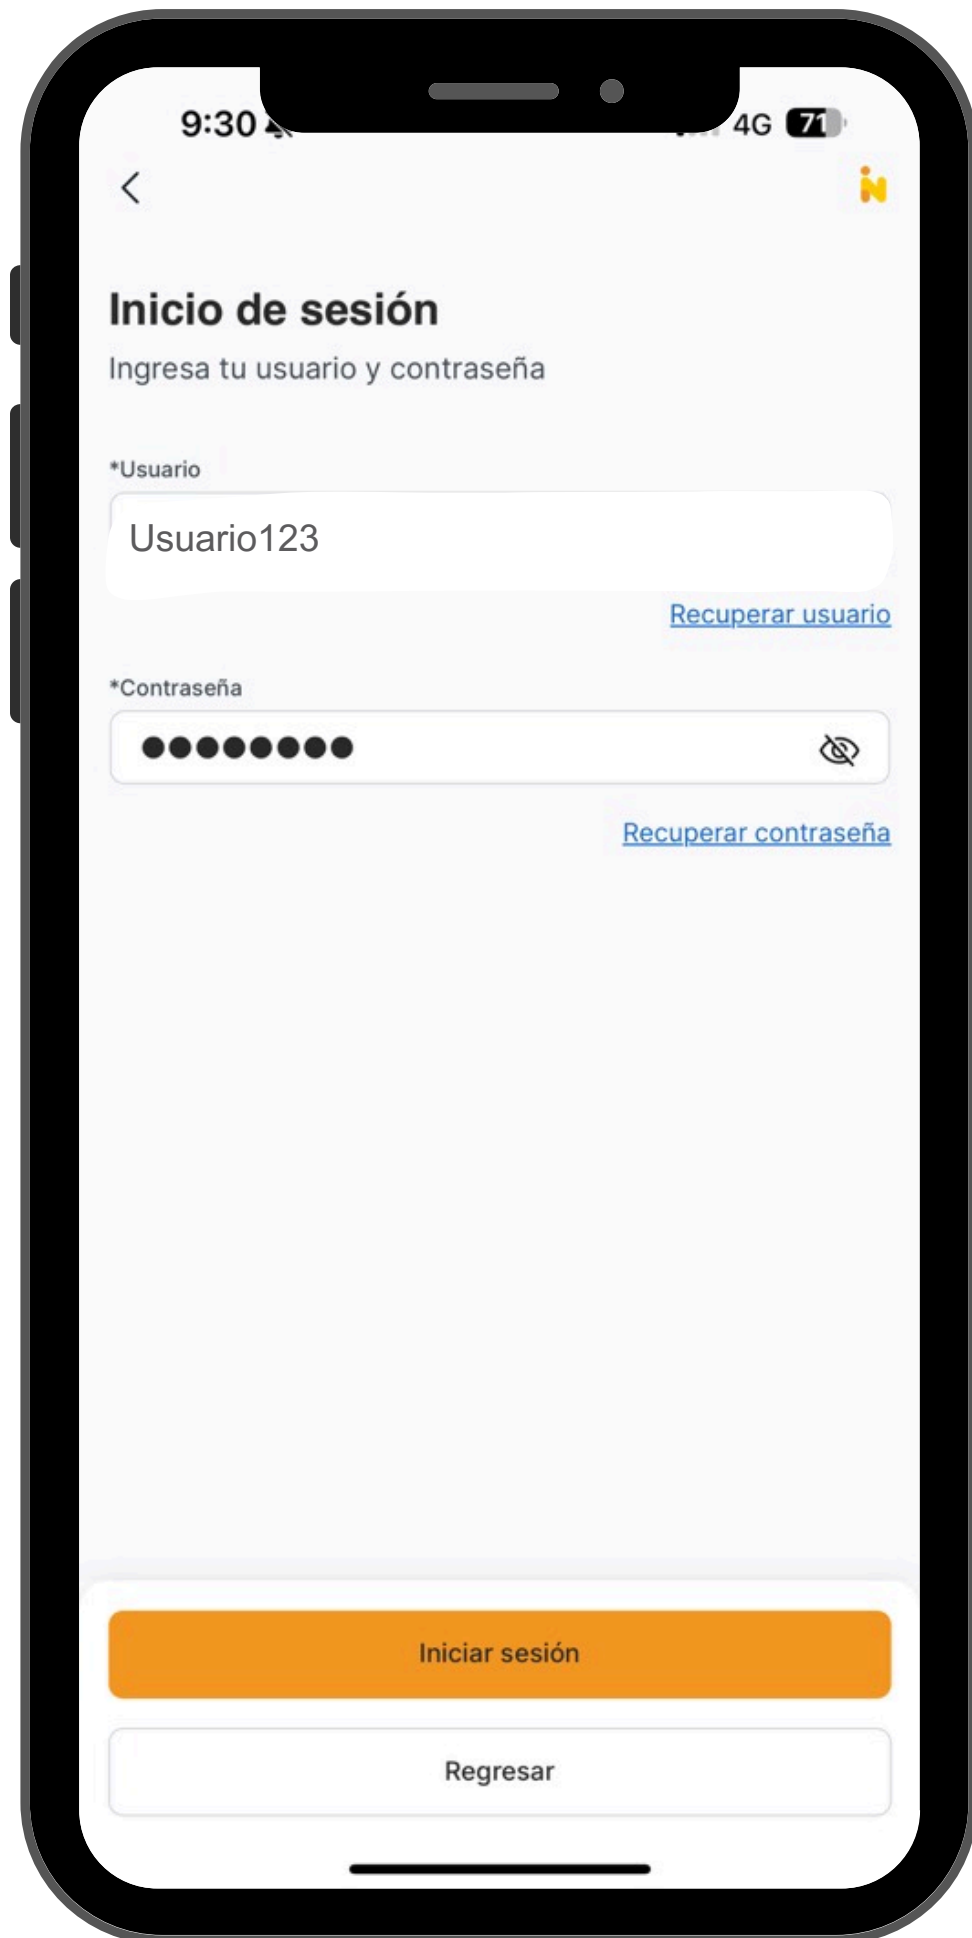 9:30 4G 71
iN
Inicio de sesión
Ingresa tu usuario y contraseña
*Usuario
Usuario123
Recuperar usuario
*Contraseña
Recuperar contraseña
Iniciar sesión
Regresar